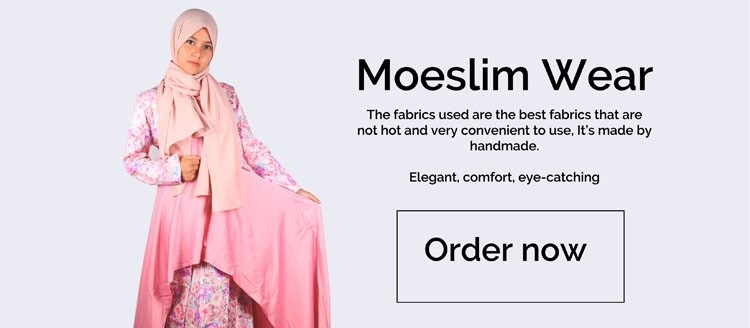 Moeslim Wear
The fabrics used are the best fabrics that are
not hot and very convenient to use, It's made by
handmade.
Elegant, comfort, eye-catching
Order now